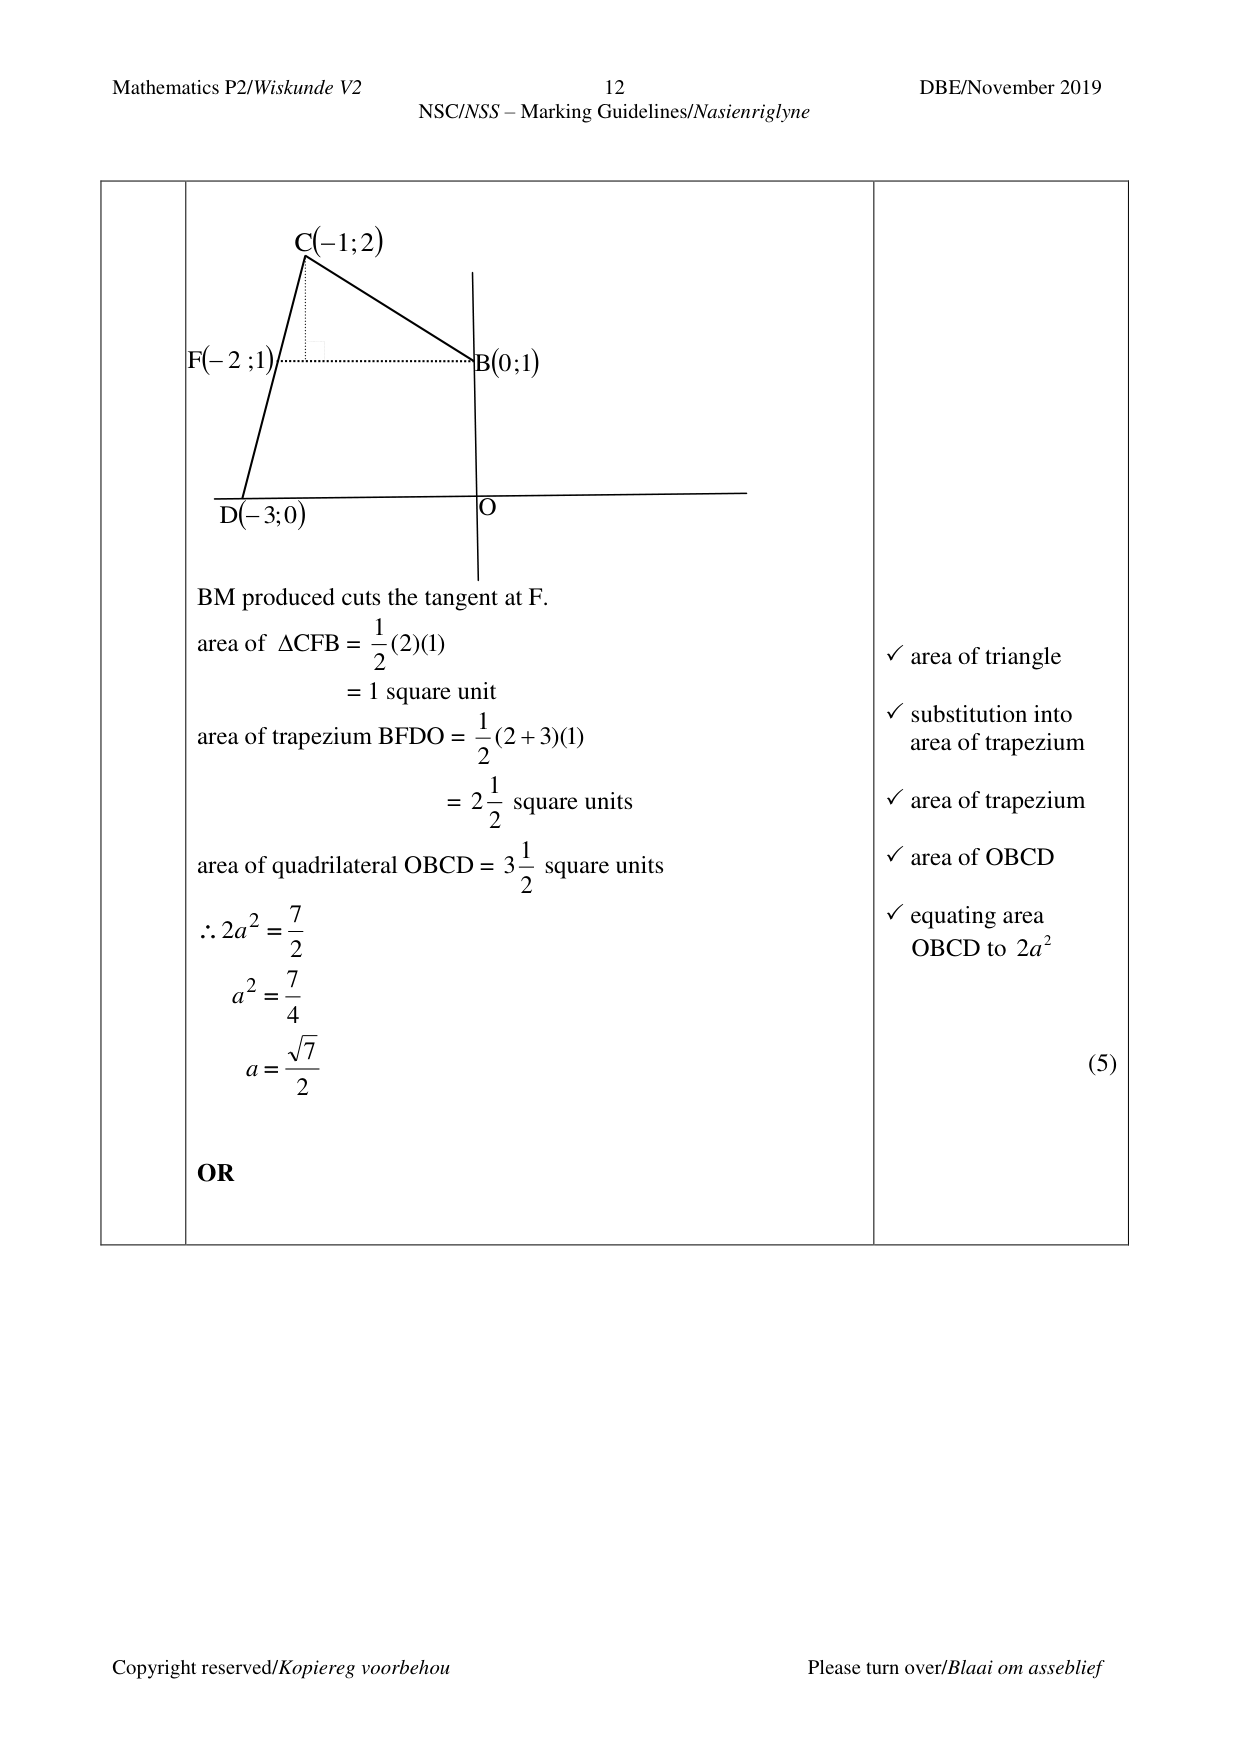 Mathematics P2/Wiskunde V2 12 DBE/November 2019
NSC/NSS – Marking Guidelines/Nasienriglyne
C(–1;2)
F(–2 ;1)
B(0;1)
D(–3;0)
O
BM produced cuts the tangent at F.
area of ΔCFB = 1/2 (2)(1)
= 1 square unit
area of trapezium BFDO = 1/2 (2 + 3)(1)
= 2 1/2 square units
area of quadrilateral OBCD = 3 1/2 square units
∴ 2a² = 7/2
a² = 7/4
a = √7/2
OR
✓ area of triangle
✓ substitution into
area of trapezium
✓ area of trapezium
✓ area of OBCD
✓ equating area
OBCD to 2a²
(5)
Copyright reserved/Kopiereg voorbehou Please turn over/Blaai om asseblief